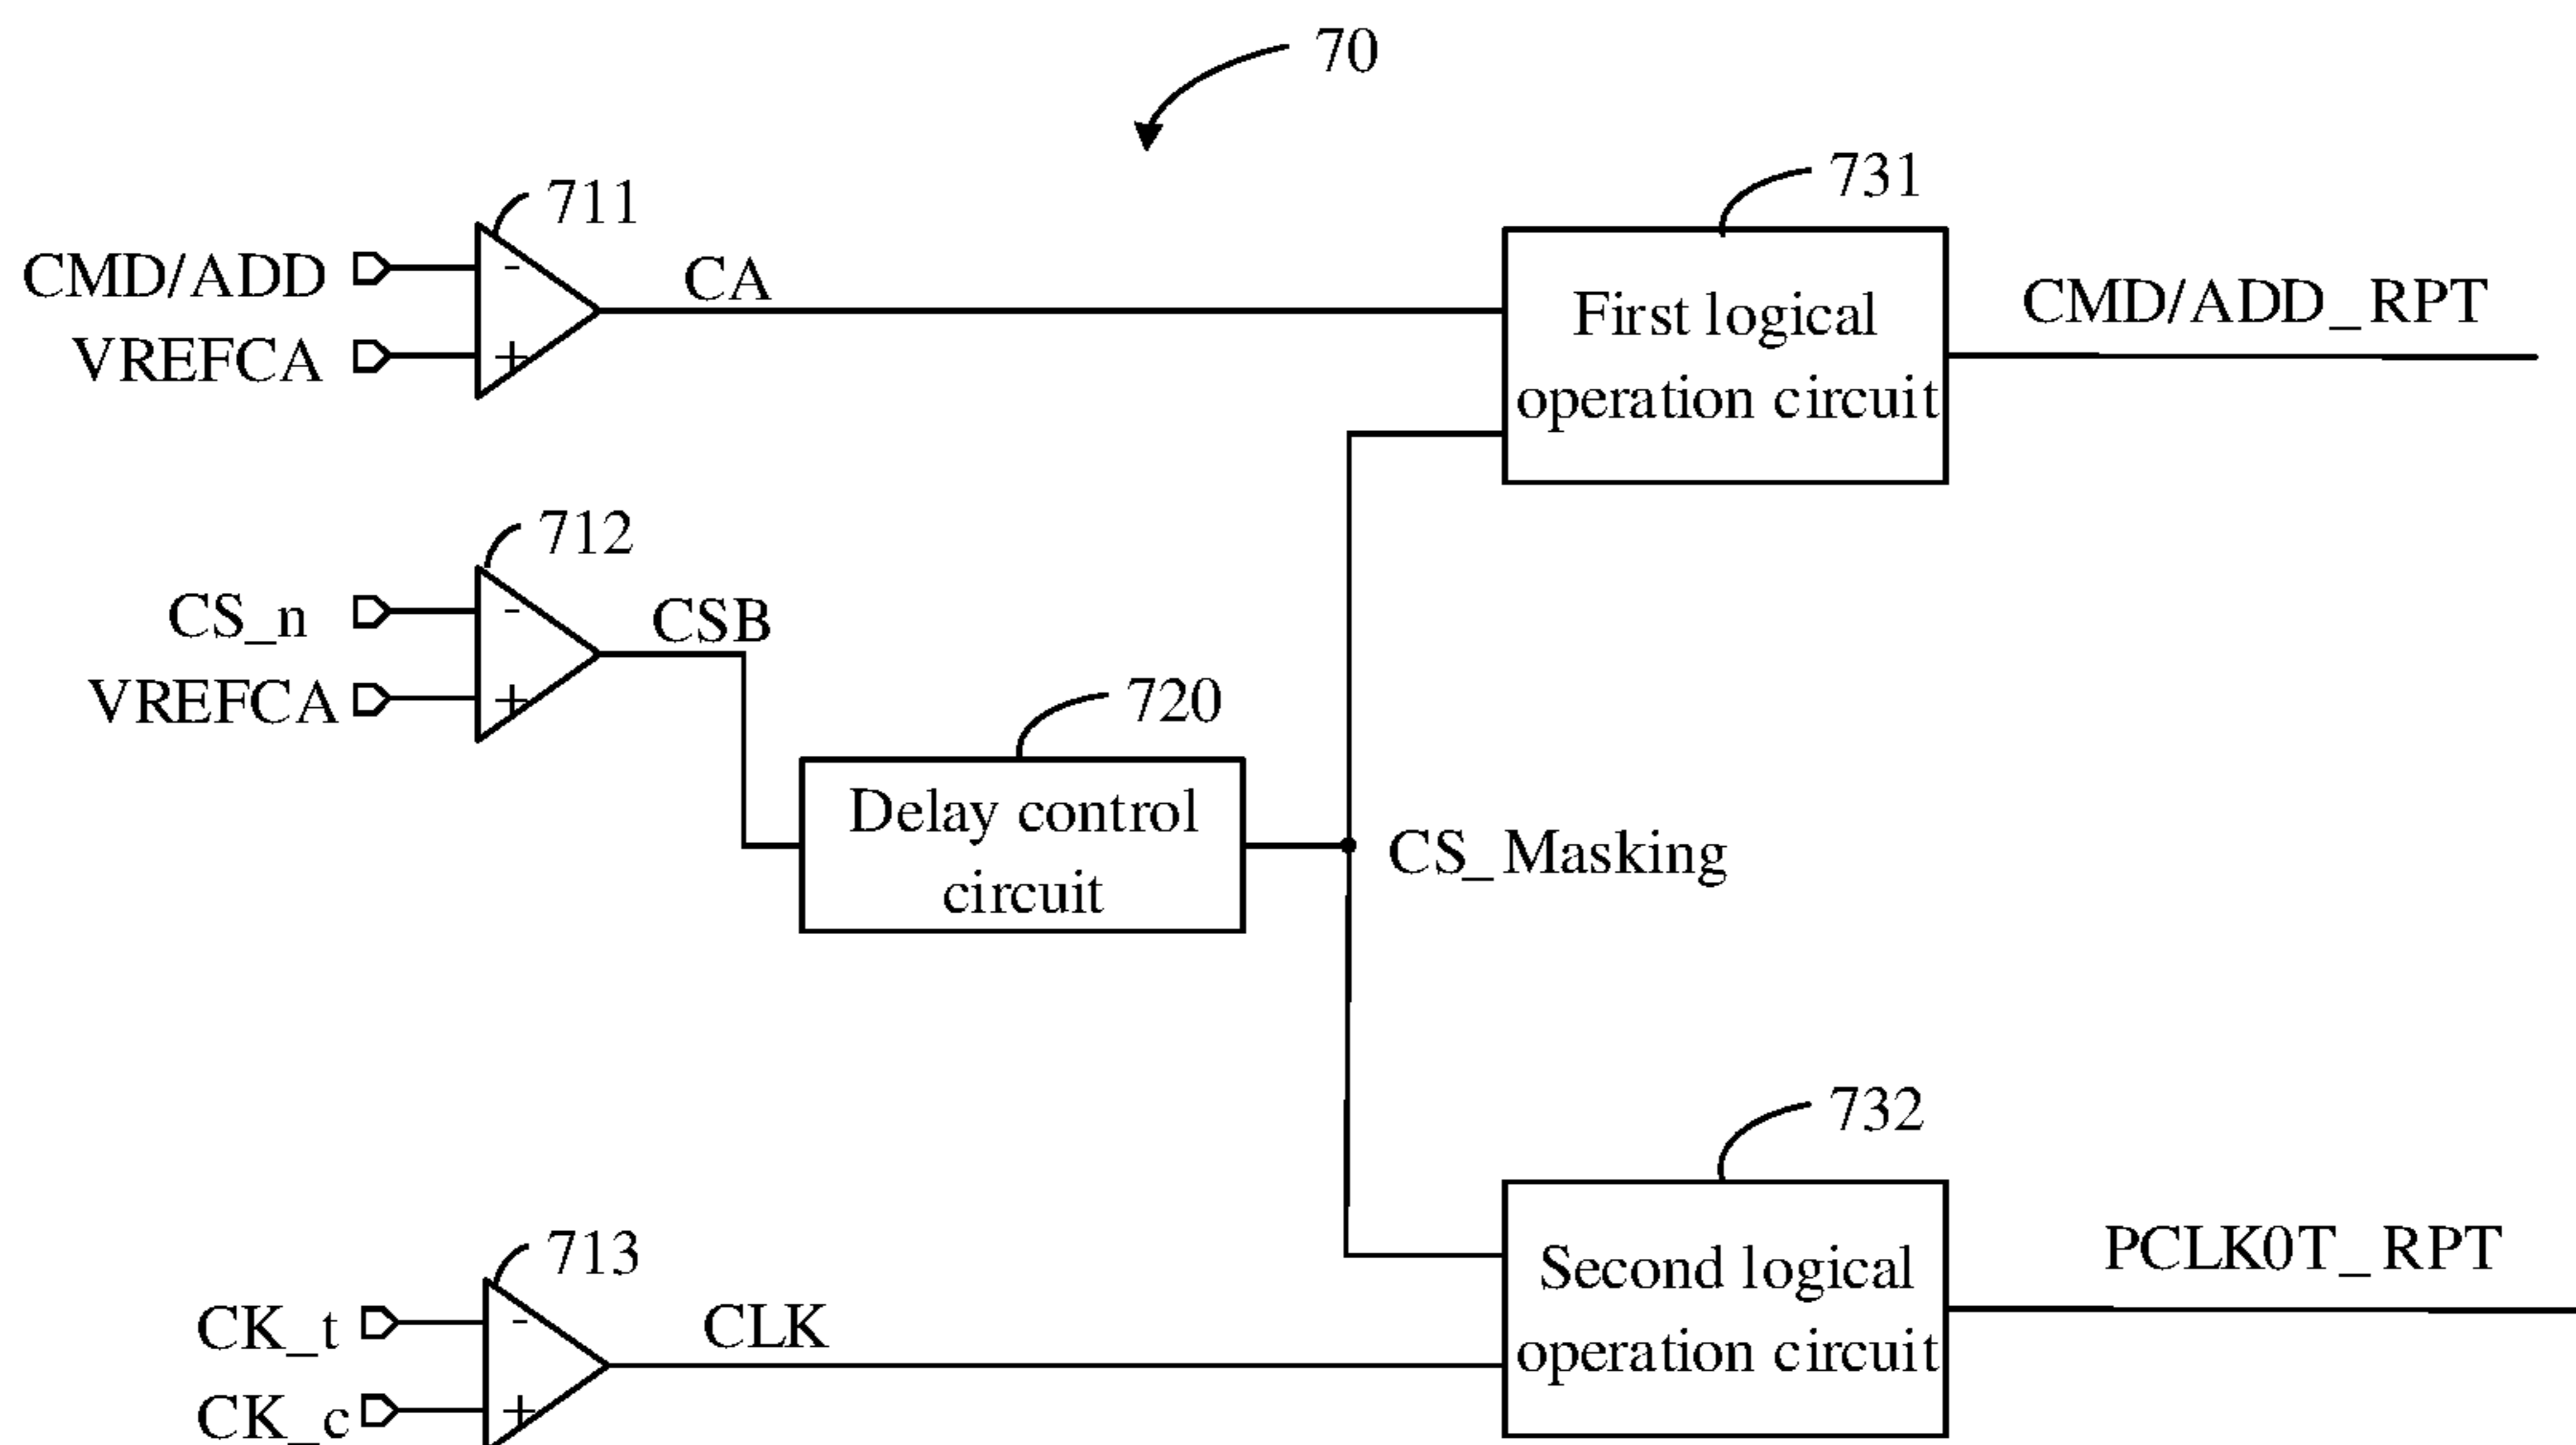 70
711
731
CMD/ADD
-
CA
VREFCA
+
First logical
operation circuit
CMD/ADD_RPT
712
CS_n
-
CSB
VREFCA
+
720
Delay control
circuit
CS_Masking
732
713
CK_t
-
CLK
CK_c
+
Second logical
operation circuit
PCLK0T_RPT